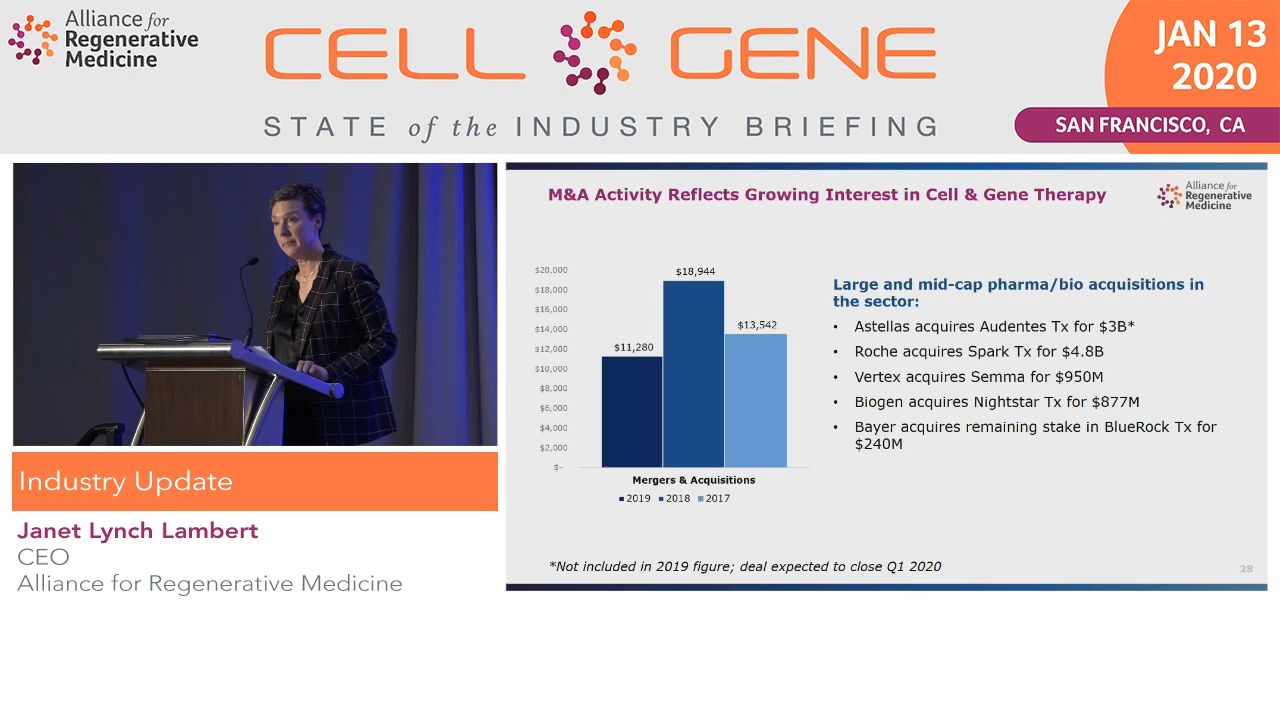 Alliance for
Regenerative
Medicine
CELL GENE
STATE of the INDUSTRY BRIEFING
JAN 13
2020
SAN FRANCISCO, CA
Industry Update
Janet Lynch Lambert
CEO
Alliance for Regenerative Medicine
M&A Activity Reflects Growing Interest in Cell & Gene Therapy
Alliance for
Regenerative
Medicine
$20,000
$18,000
$16,000
$14,000
$12,000
$10,000
$8,000
$6,000
$4,000
$2,000
$-
$11,280
$18,944
$13,542
Mergers & Acquisitions
2019 2018 2017
Large and mid-cap pharma/bio acquisitions in
the sector:
• Astellas acquires Audentes Tx for $3B*
• Roche acquires Spark Tx for $4.8B
• Vertex acquires Semma for $950M
• Biogen acquires Nightstar Tx for $877M
• Bayer acquires remaining stake in BlueRock Tx for
$240M
*Not included in 2019 figure; deal expected to close Q1 2020
28